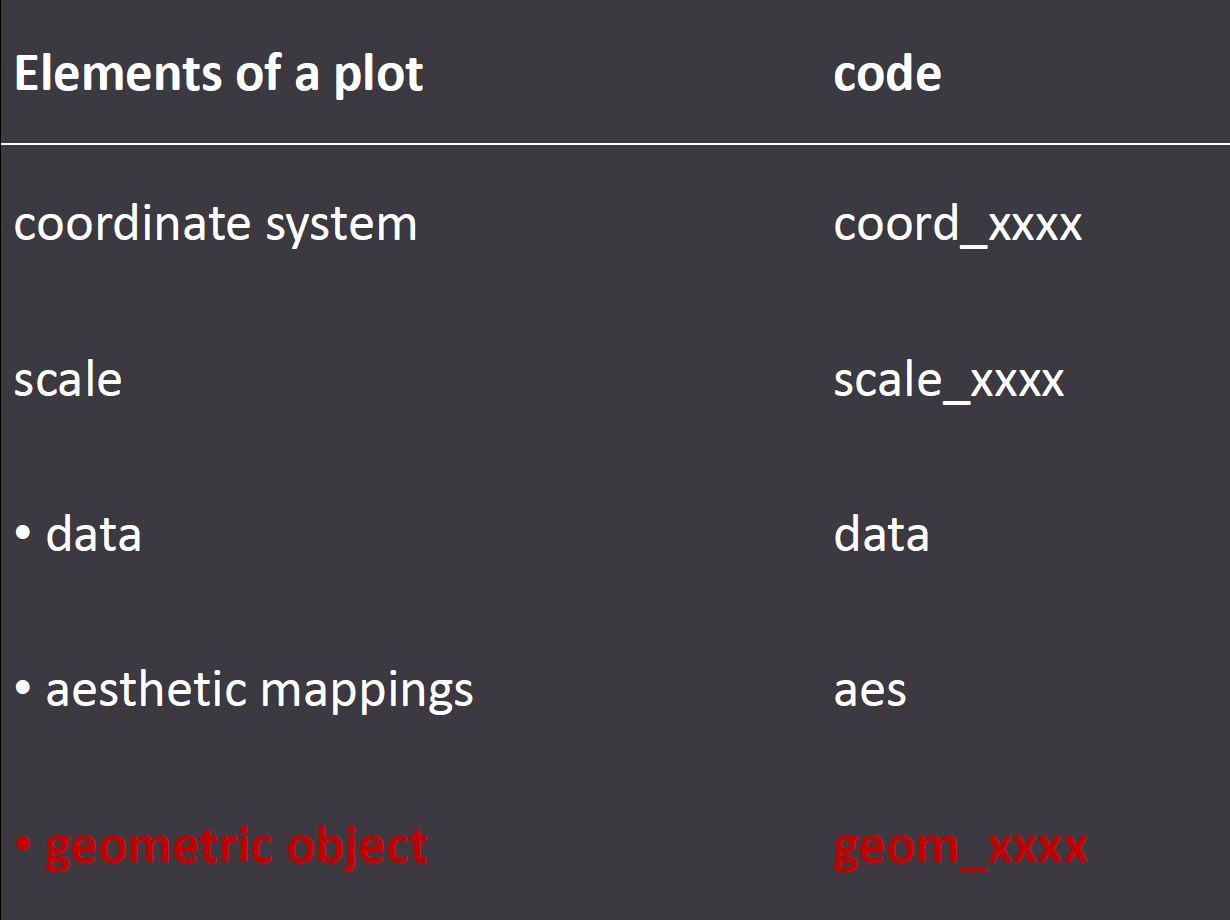 Elements of a plot code
coordinate system coord_xxxx
scale scale_xxxx
• data data
• aesthetic mappings aes
• geometric object geom_xxxx